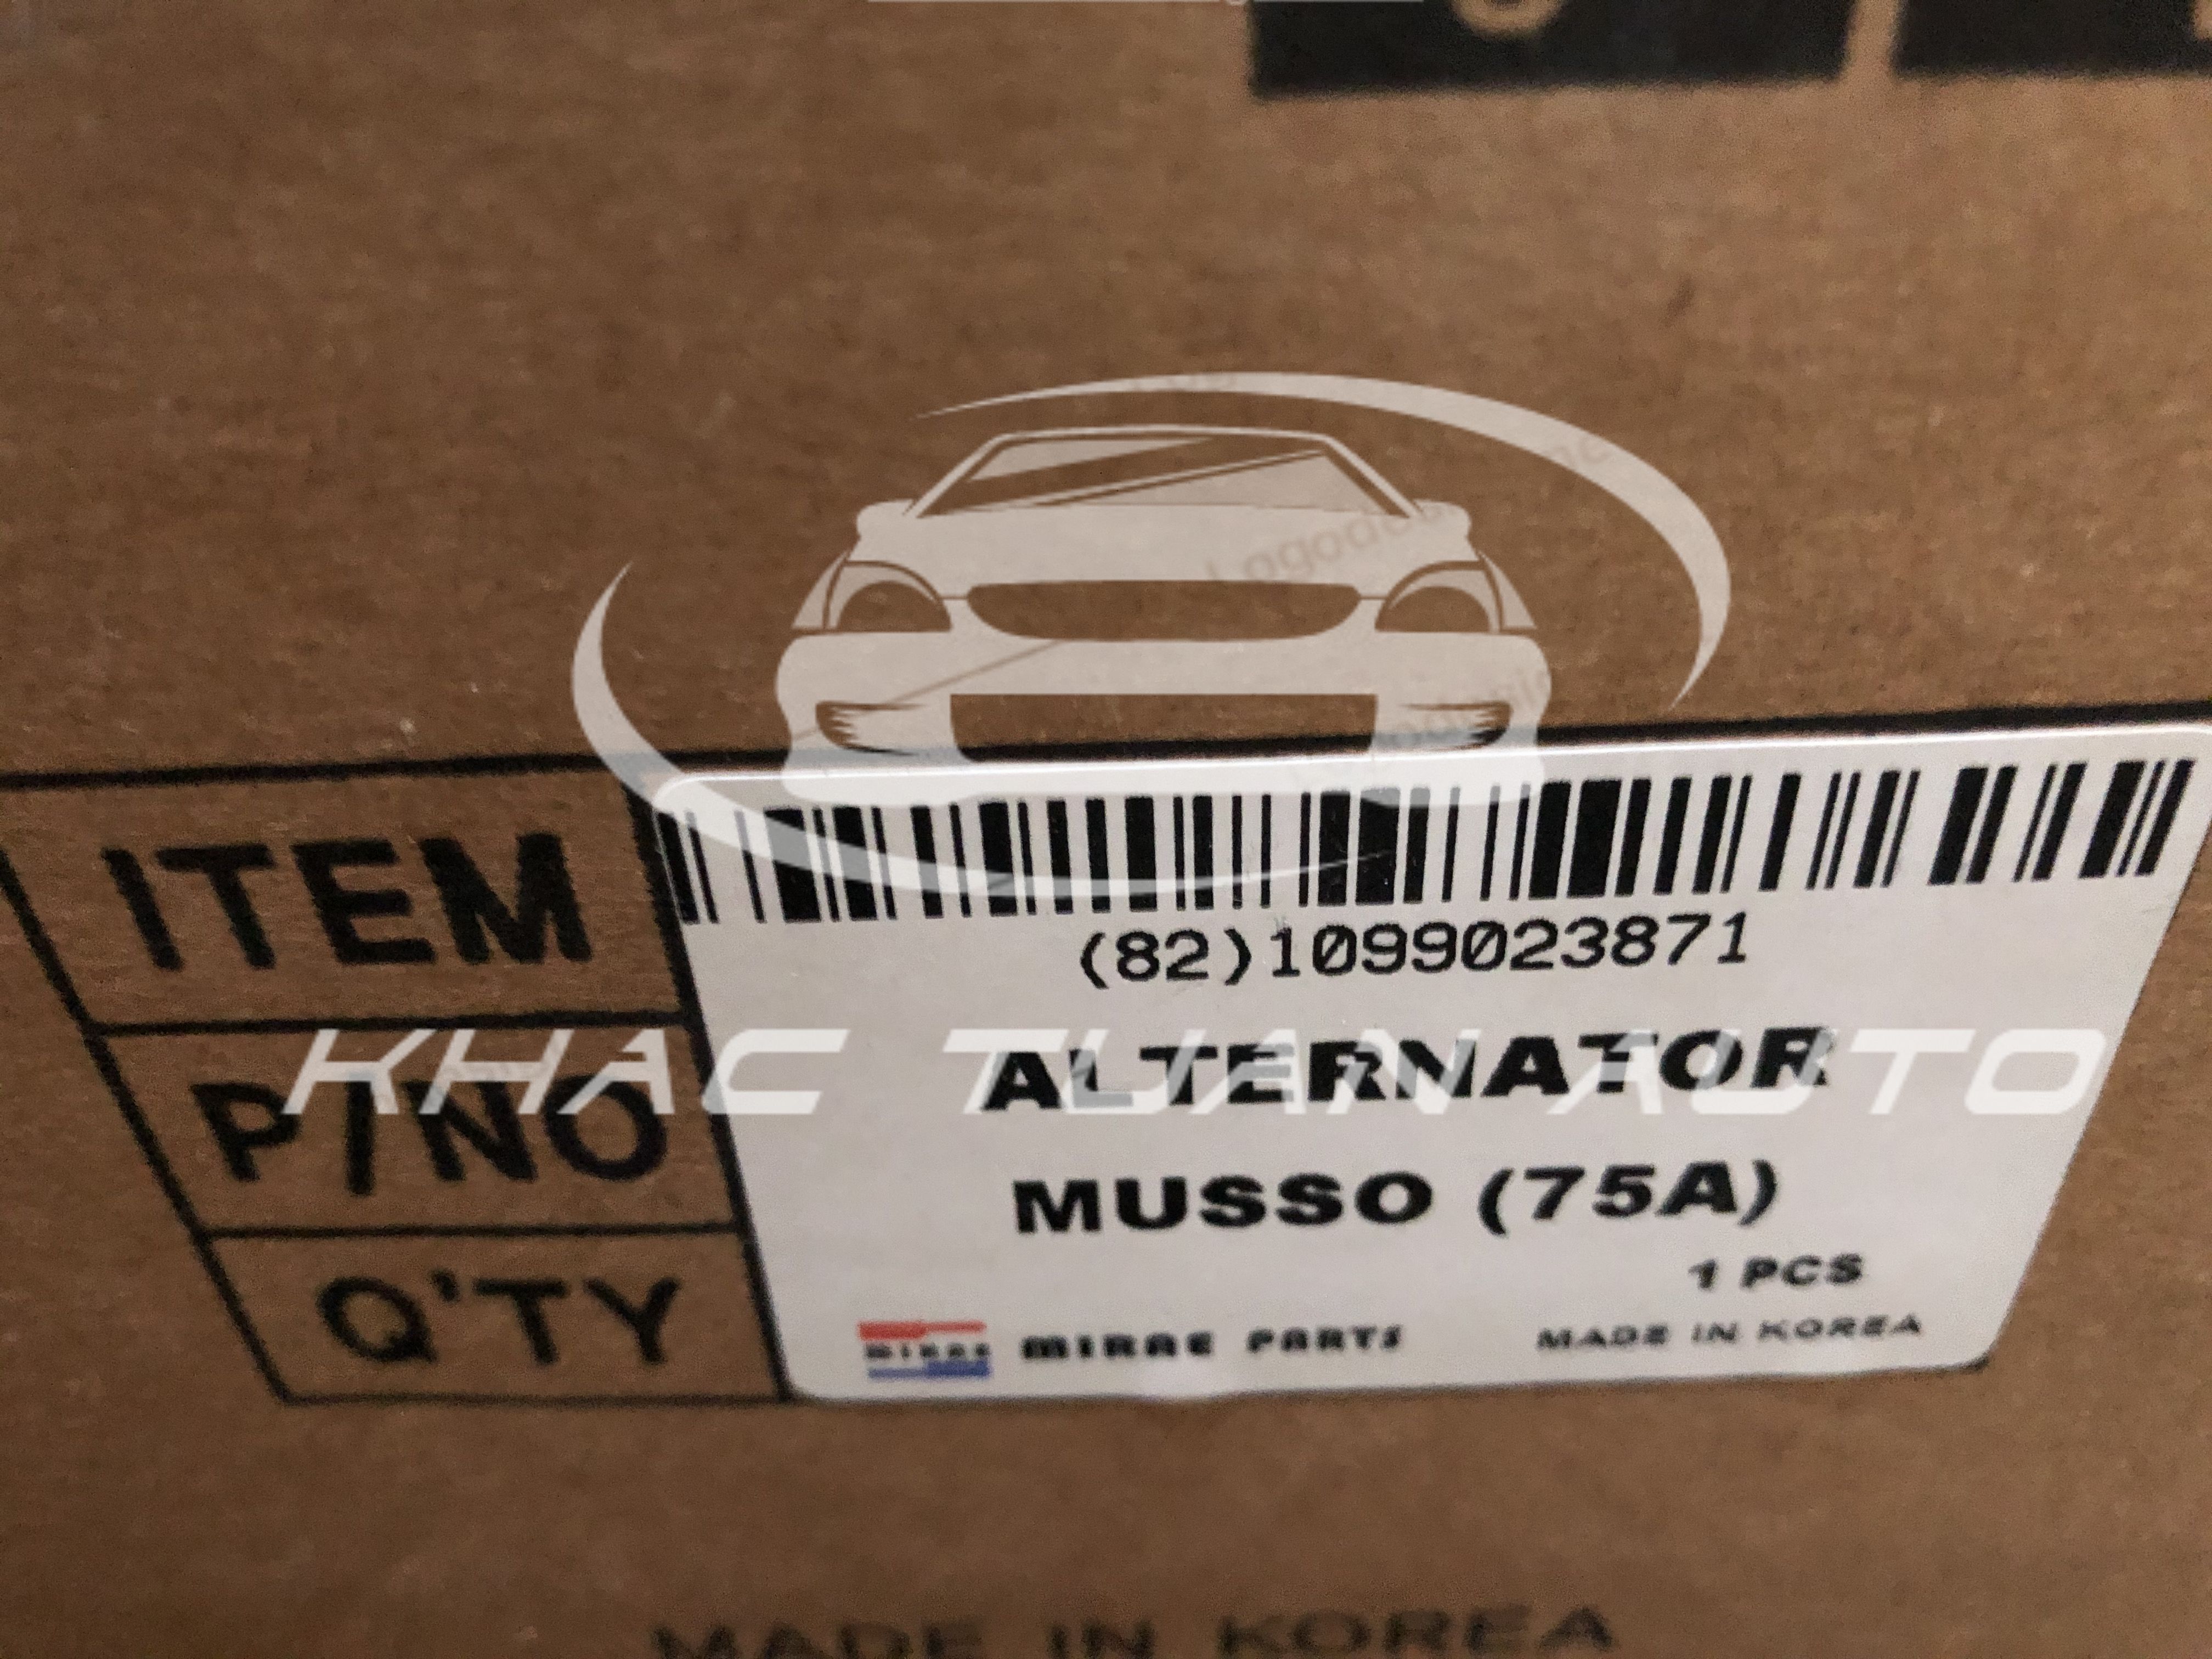 ITEM
(82)1099023871
KHAC TUAN AUTO
P/NO
ALTERNATOR
MUSSO (75A)
Q'TY
1 PCS
MIRAE
MIRAE PARTS
MADE IN KOREA
MADE IN KOREA